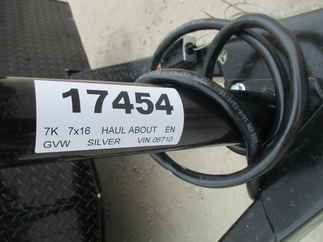 17454
7K 7x16 HAUL ABOUT EN
GVW SILVER VIN 06710